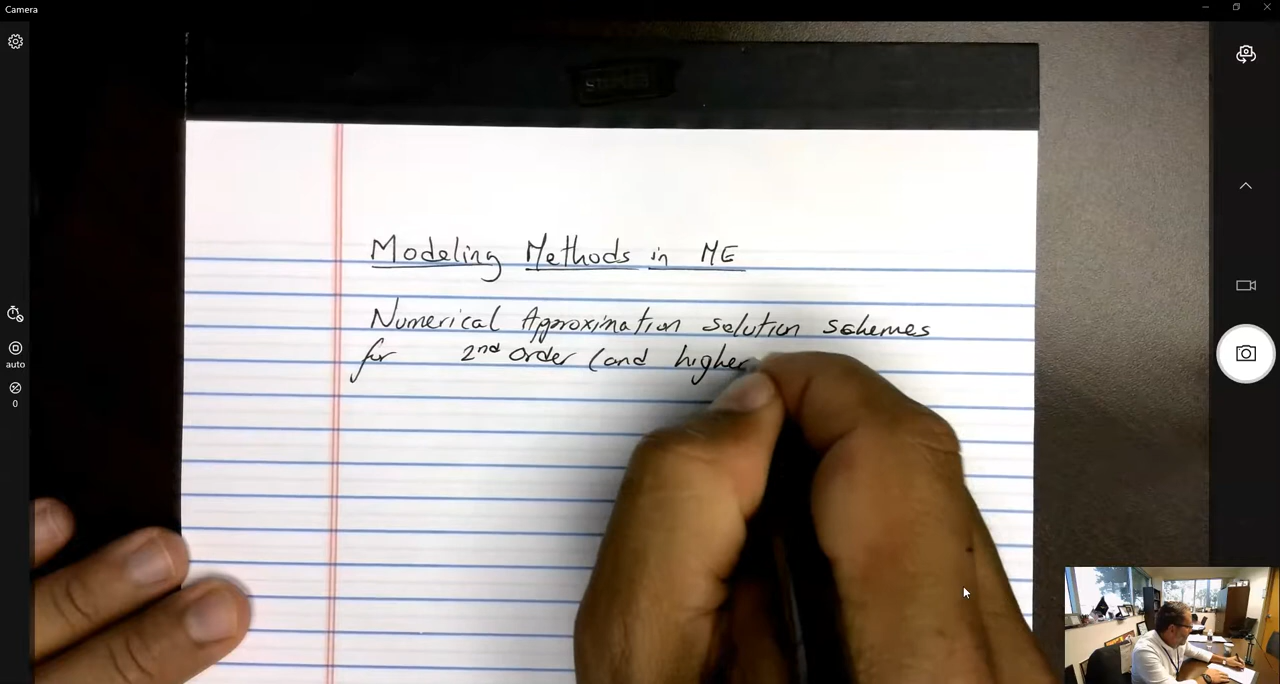 Camera
Modeling Methods in ME
Numerical Approximation solution schemes
for 2nd order (and higher
auto
0